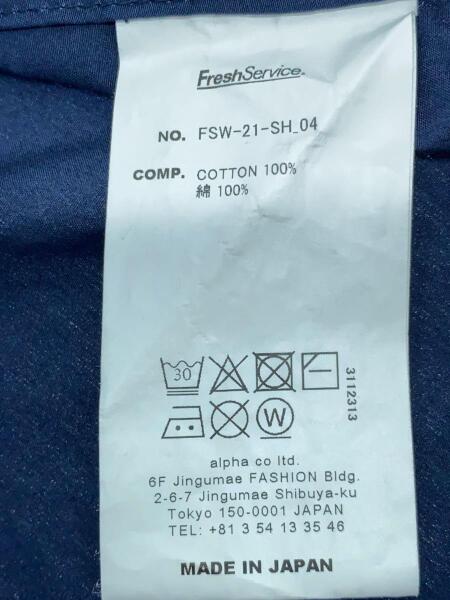 FreshService.
NO. FSW-21-SH_04
COMP. COTTON 100%
綿 100%
30
W
3112313
alpha co ltd.
6F Jingumae FASHION Bldg.
2-6-7 Jingumae Shibuya-ku
Tokyo 150-0001 JAPAN
TEL: +81 3 54 13 35 46
MADE IN JAPAN